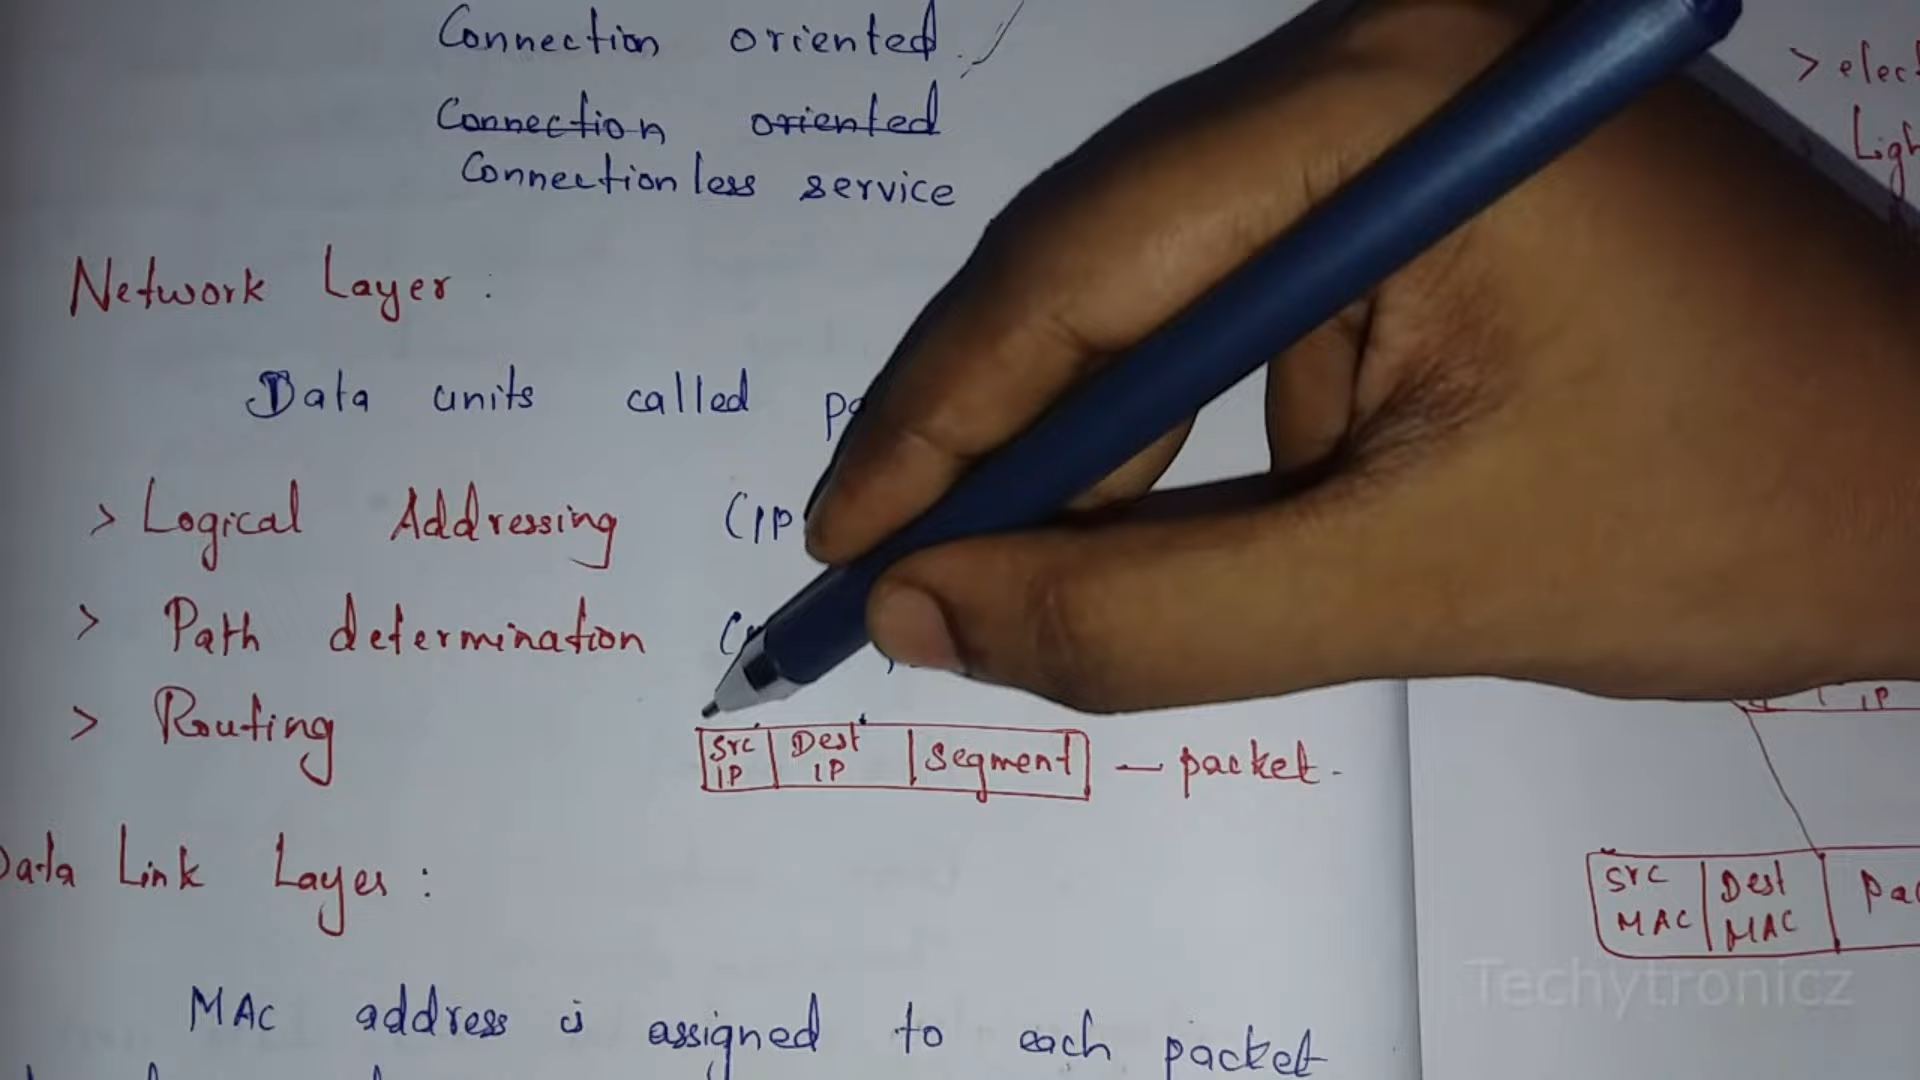 Connection oriented.
Connection oriented
Connectionless service
Network Layer :
Data units called
> Logical Addressing (IP
> Path determination
> Routing
Src IP | Dest IP | Segment — packet.
Data Link Layer :
MAC address is assigned to each packet
>
IP
Src MAC | Dest MAC
Techytronicz